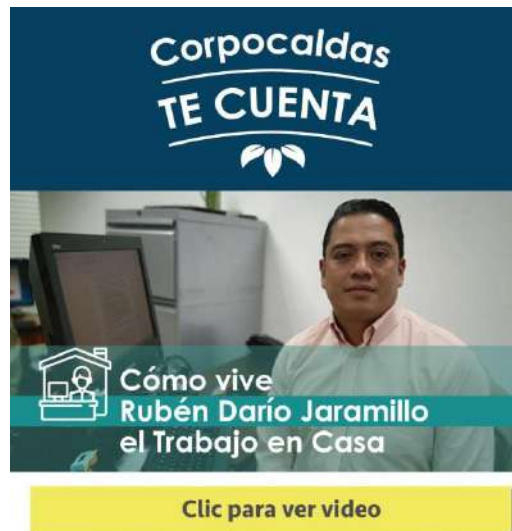 Corpocaldas
TE CUENTA
Cómo vive
Rubén Darío Jaramillo
el Trabajo en Casa
Clic para ver video